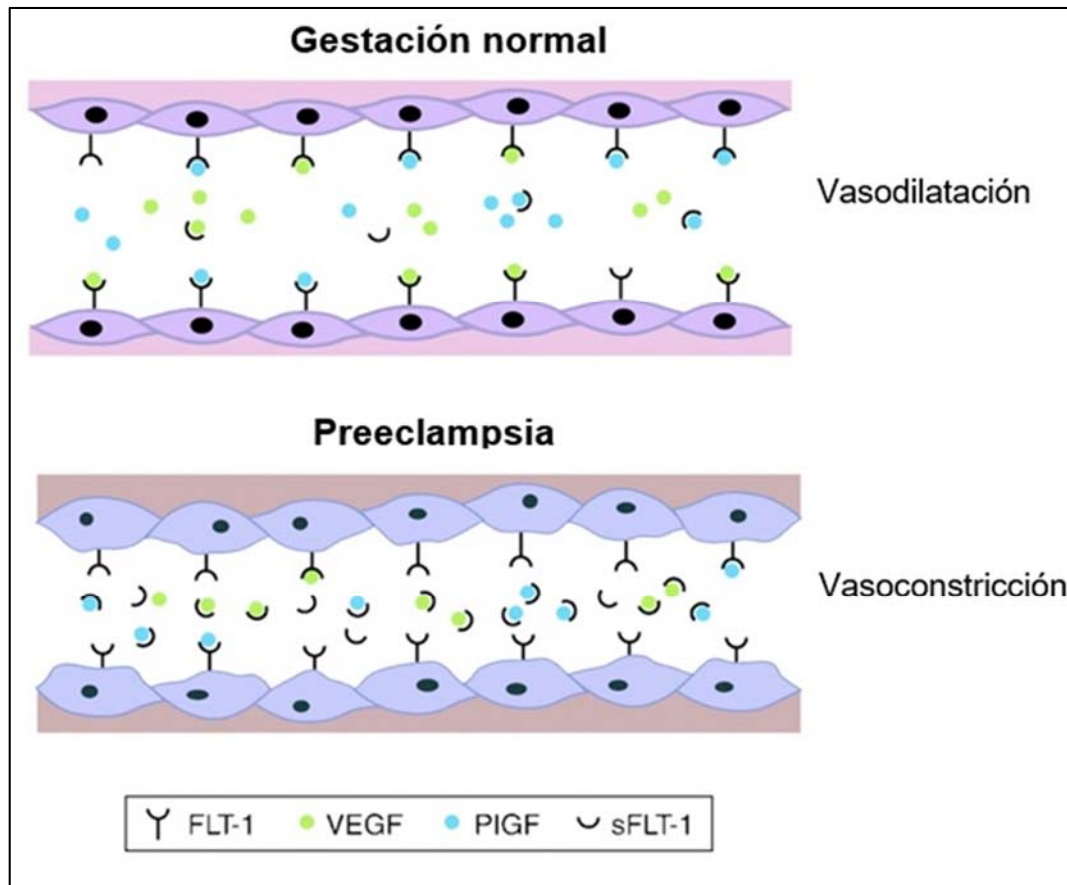 Gestación normal
Vasodilatación
Preeclampsia
Vasoconstricción
FLT-1 VEGF PIGF sFLT-1